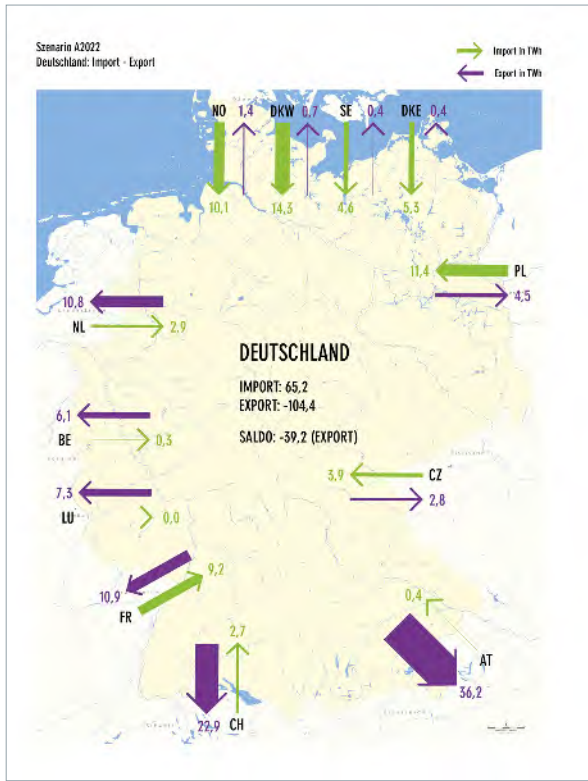 Szenario A2022
Deutschland: Import - Export
Import in TWh
Export in TWh
NO 1,4 DKW 0,7 SE 0,4 DKE 0,4
10,1 14,3 4,6 5,3
11,4 PL
4,5
10,8
NL 2,9
DEUTSCHLAND
IMPORT: 65,2
EXPORT: -104,4
SALDO: -39,2 (EXPORT)
6,1
BE 0,3
3,9 CZ
2,8
7,3
LU 0,0
9,2
10,9
FR
0,4
2,7
AT
36,2
22,9 CH